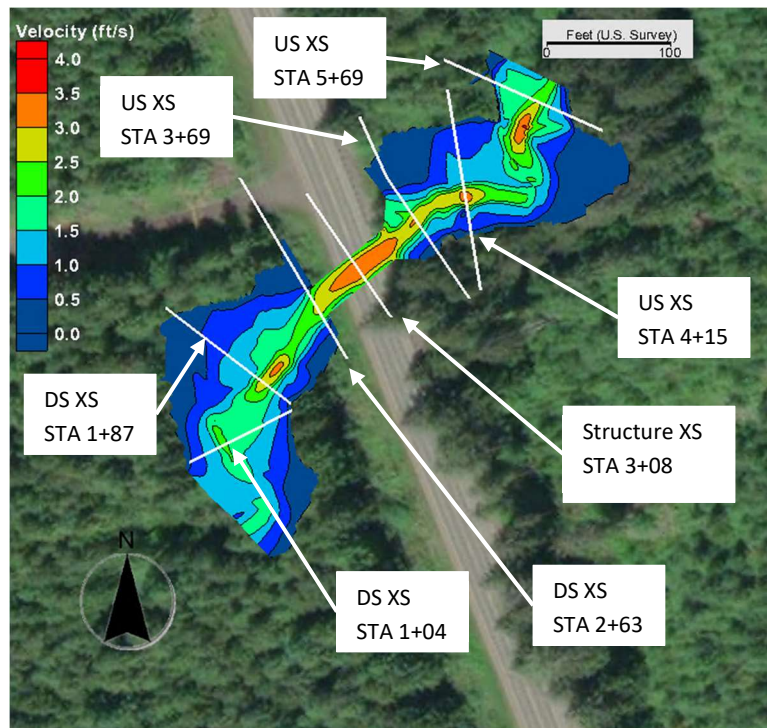 Velocity (ft/s)
4.0
3.5
3.0
2.5
2.0
1.5
1.0
0.5
0.0
US XS
STA 5+69
Feet (U.S. Survey)
0 100
US XS
STA 3+69
US XS
STA 4+15
DS XS
STA 1+87
Structure XS
STA 3+08
N
DS XS
STA 1+04
DS XS
STA 2+63